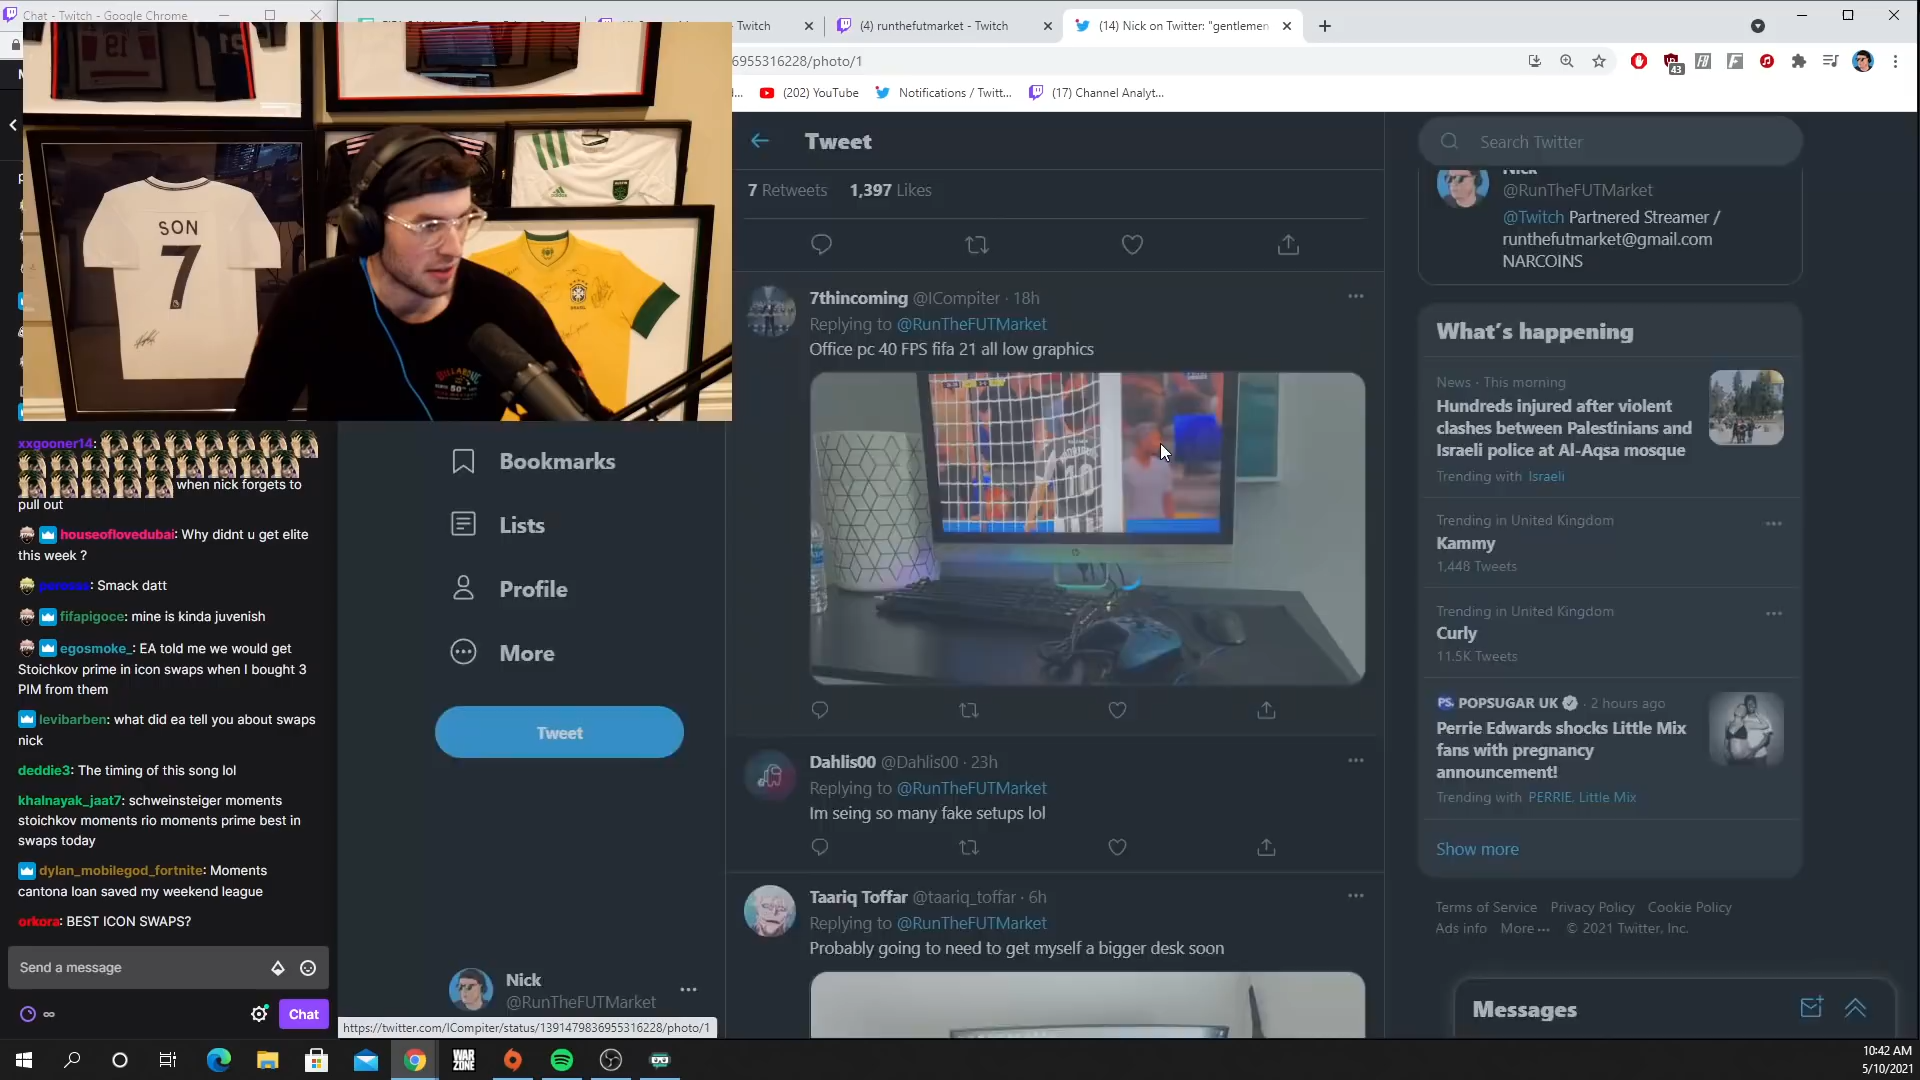 Chat - Twitch - Google Chrome
Twitch
(4) runthefutmarket - Twitch
(14) Nick on Twitter: "gentlemen
6955316228/photo/1
43
(202) YouTube
Notifications / Twitt...
(17) Channel Analyt...
SON
7
19
21
10
Tweet
7 Retweets 1,397 Likes
7thincoming @ICompiter · 18h
Replying to @RunTheFUTMarket
Office pc 40 FPS fifa 21 all low graphics
Dahlis00 @Dahlis00 · 23h
Replying to @RunTheFUTMarket
Im seing so many fake setups lol
Taariq Toffar @taariq_toffar · 6h
Replying to @RunTheFUTMarket
Probably going to need to get myself a bigger desk soon
Search Twitter
Nick
@RunTheFUTMarket
@Twitch Partnered Streamer /
runthefutmarket@gmail.com
NARCOINS
What's happening
News · This morning
Hundreds injured after violent
clashes between Palestinians and
Israeli police at Al-Aqsa mosque
Trending with Israeli
Trending in United Kingdom
Kammy
1,448 Tweets
Trending in United Kingdom
Curly
11.5K Tweets
POPSUGAR UK · 2 hours ago
Perrie Edwards shocks Little Mix
fans with pregnancy
announcement!
Trending with PERRIE, Little Mix
Show more
Terms of Service Privacy Policy Cookie Policy
Ads info More ··· © 2021 Twitter, Inc.
Messages
Bookmarks
Lists
Profile
More
Tweet
Nick
@RunTheFUTMarket
https://twitter.com/ICompiter/status/1391479836955316228/photo/1
xxgooner14:
when nick forgets to
pull out
houseoflovedubai: Why didnt u get elite
this week ?
: Smack datt
fifapigoce: mine is kinda juvenish
egosmoke_: EA told me we would get
Stoichkov prime in icon swaps when I bought 3
PIM from them
levibarben: what did ea tell you about swaps
nick
deddie3: The timing of this song lol
khalnayak_jaat7: schweinsteiger moments
stoichkov moments rio moments prime best in
swaps today
dylan_mobilegod_fortnite: Moments
cantona loan saved my weekend league
orkora: BEST ICON SWAPS?
Send a message
Chat
WAR
ZONE
10:42 AM
5/10/2021